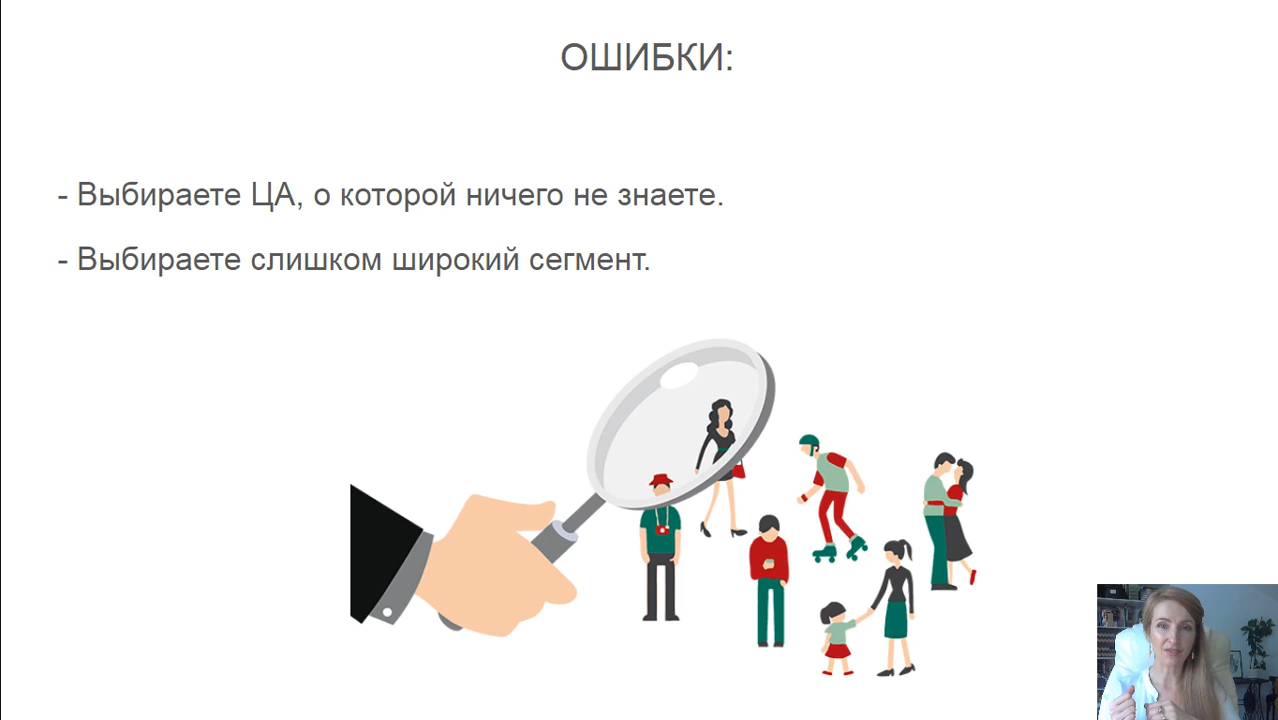 ОШИБКИ:
- Выбираете ЦА, о которой ничего не знаете.
- Выбираете слишком широкий сегмент.